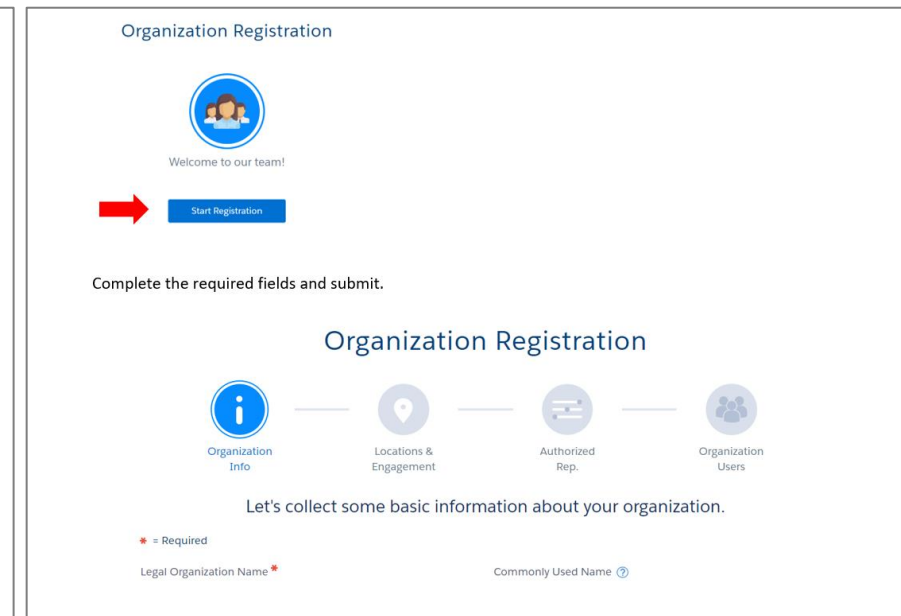 Organization Registration
Welcome to our team!
Start Registration
Complete the required fields and submit.
Organization Registration
Organization Info
Locations & Engagement
Authorized Rep.
Organization Users
Let's collect some basic information about your organization.
* = Required
Legal Organization Name *
Commonly Used Name ?